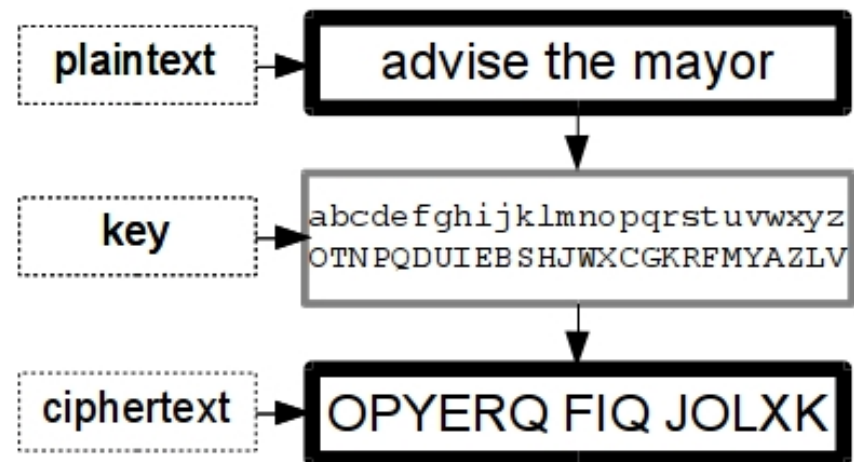 plaintext
advise the mayor
key
abcdefghijklmnopqrstuvwxyz
OTNPQDUIEBSHJWXCGKRFMYAZLV
ciphertext
OPYERQ FIQ JOLXK